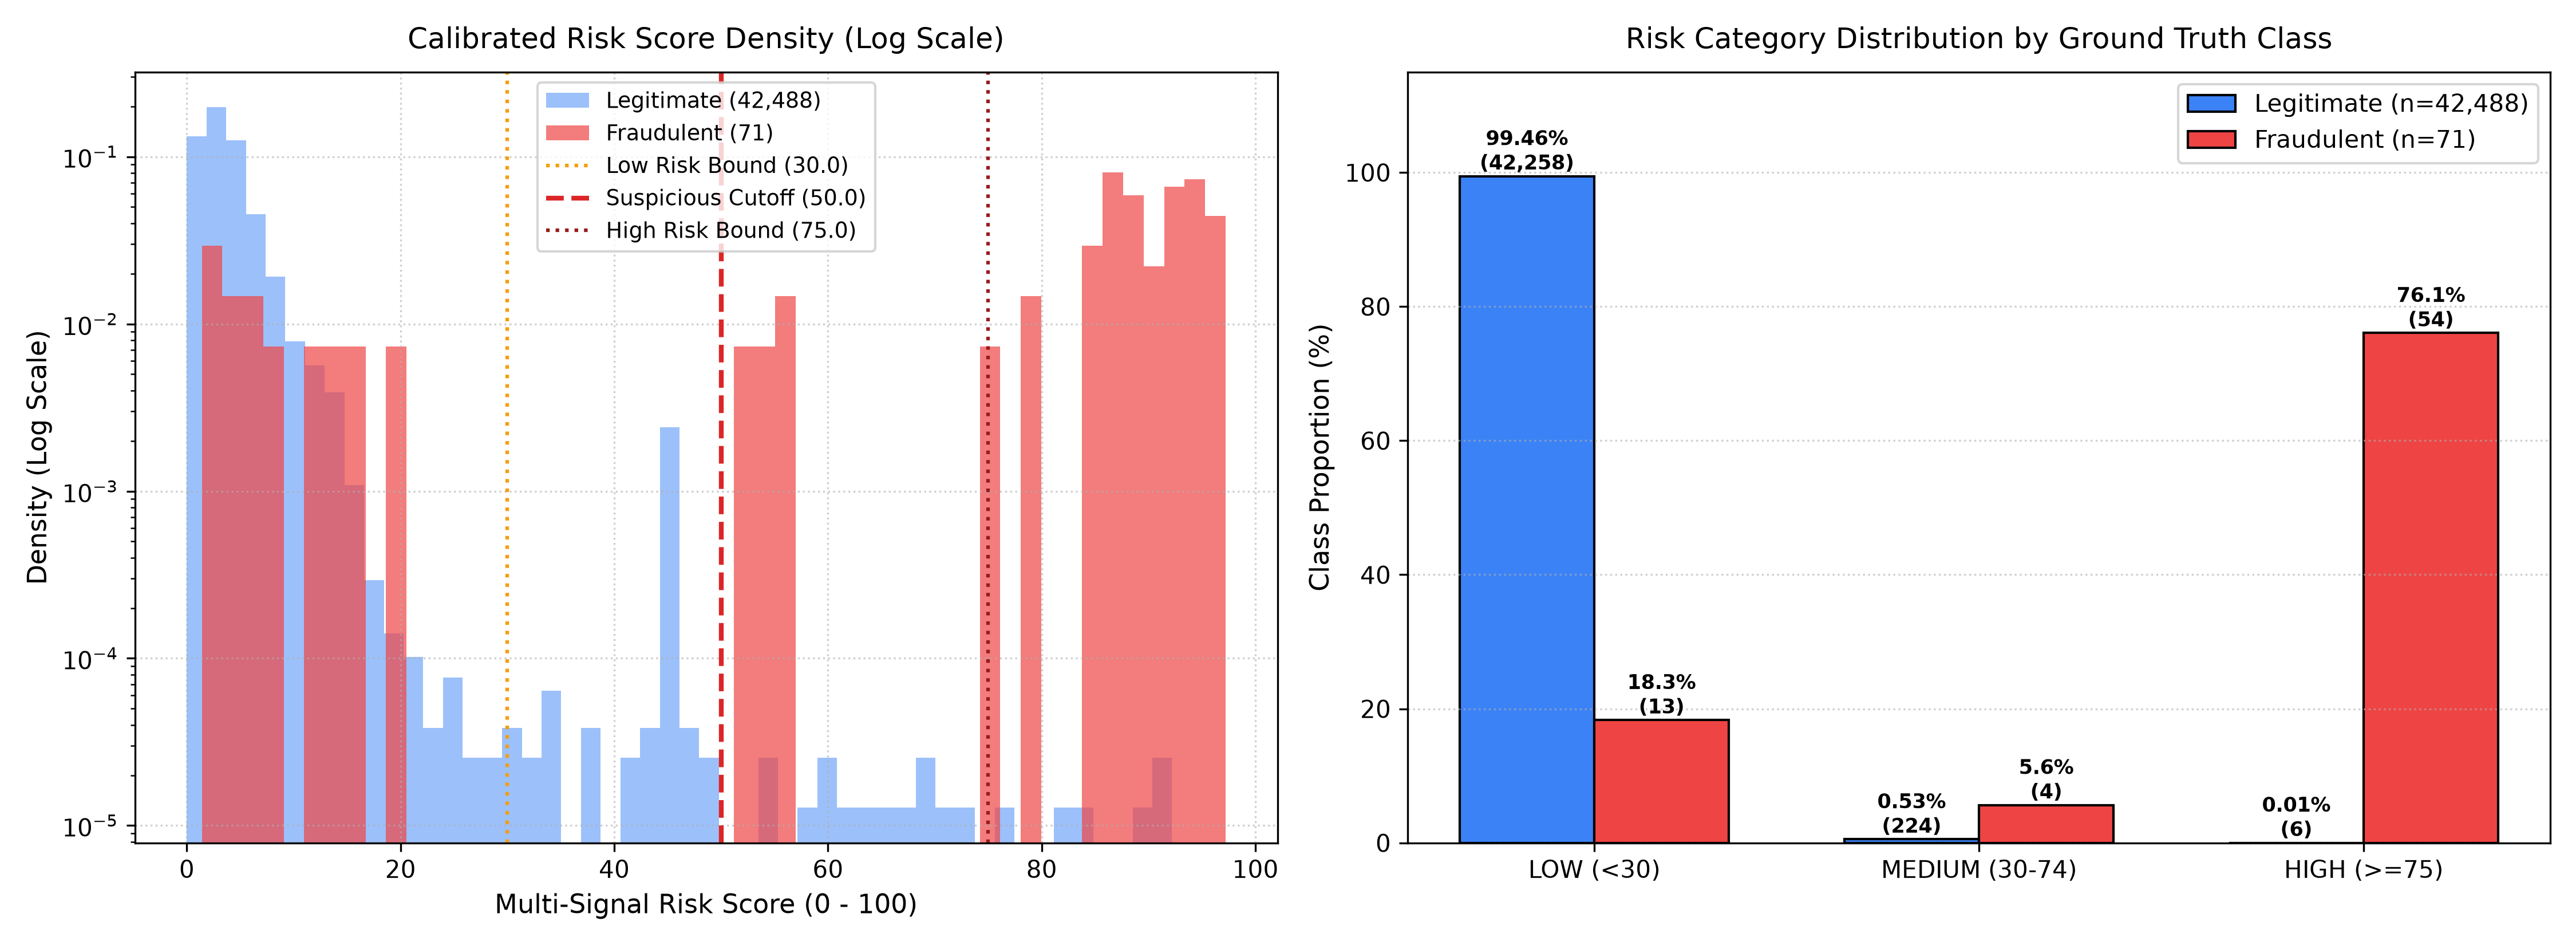 Calibrated Risk Score Density (Log Scale)
Density (Log Scale)
10⁻¹
10⁻²
10⁻³
10⁻⁴
10⁻⁵
Legitimate (42,488)
Fraudulent (71)
Low Risk Bound (30.0)
Suspicious Cutoff (50.0)
High Risk Bound (75.0)
0 20 40 60 80 100
Multi-Signal Risk Score (0 - 100)
Risk Category Distribution by Ground Truth Class
Class Proportion (%)
100
80
60
40
20
0
Legitimate (n=42,488)
Fraudulent (n=71)
99.46%
(42,258)
18.3%
(13)
0.53%
(224)
5.6%
(4)
0.01%
(6)
76.1%
(54)
LOW (<30) MEDIUM (30-74) HIGH (>=75)